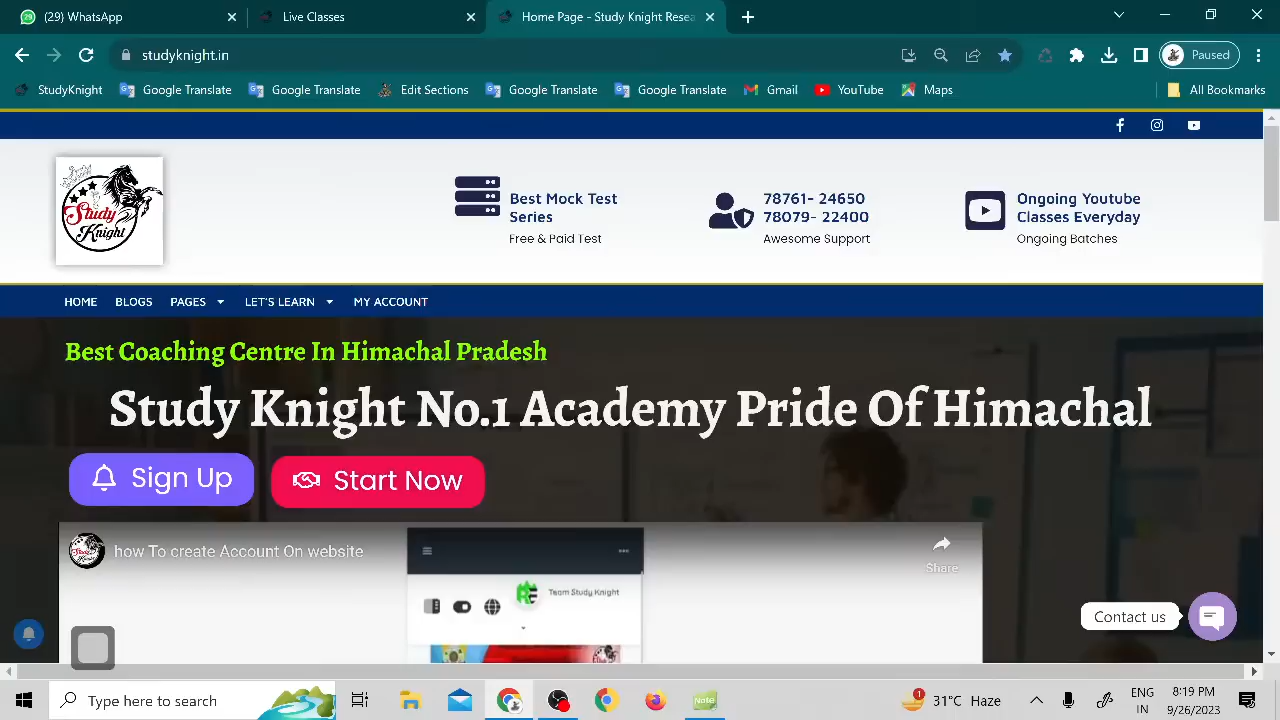 (29) WhatsApp
Live Classes
Home Page - Study Knight Resea
studyknight.in
Paused
StudyKnight
Google Translate
Google Translate
Edit Sections
Google Translate
Google Translate
Gmail
YouTube
Maps
All Bookmarks
Study
Knight
Best Mock Test
Series
Free & Paid Test
78761- 24650
78079- 22400
Awesome Support
Ongoing Youtube
Classes Everyday
Ongoing Batches
HOME
BLOGS
PAGES
LET'S LEARN
MY ACCOUNT
Best Coaching Centre In Himachal Pradesh
Study Knight No.1 Academy Pride Of Himachal
Sign Up
Start Now
how To create Account On website
Share
Team Study Knight
Contact us
Type here to search
Note
1
31°C Haze
ENG
IN
8:19 PM
9/26/2023